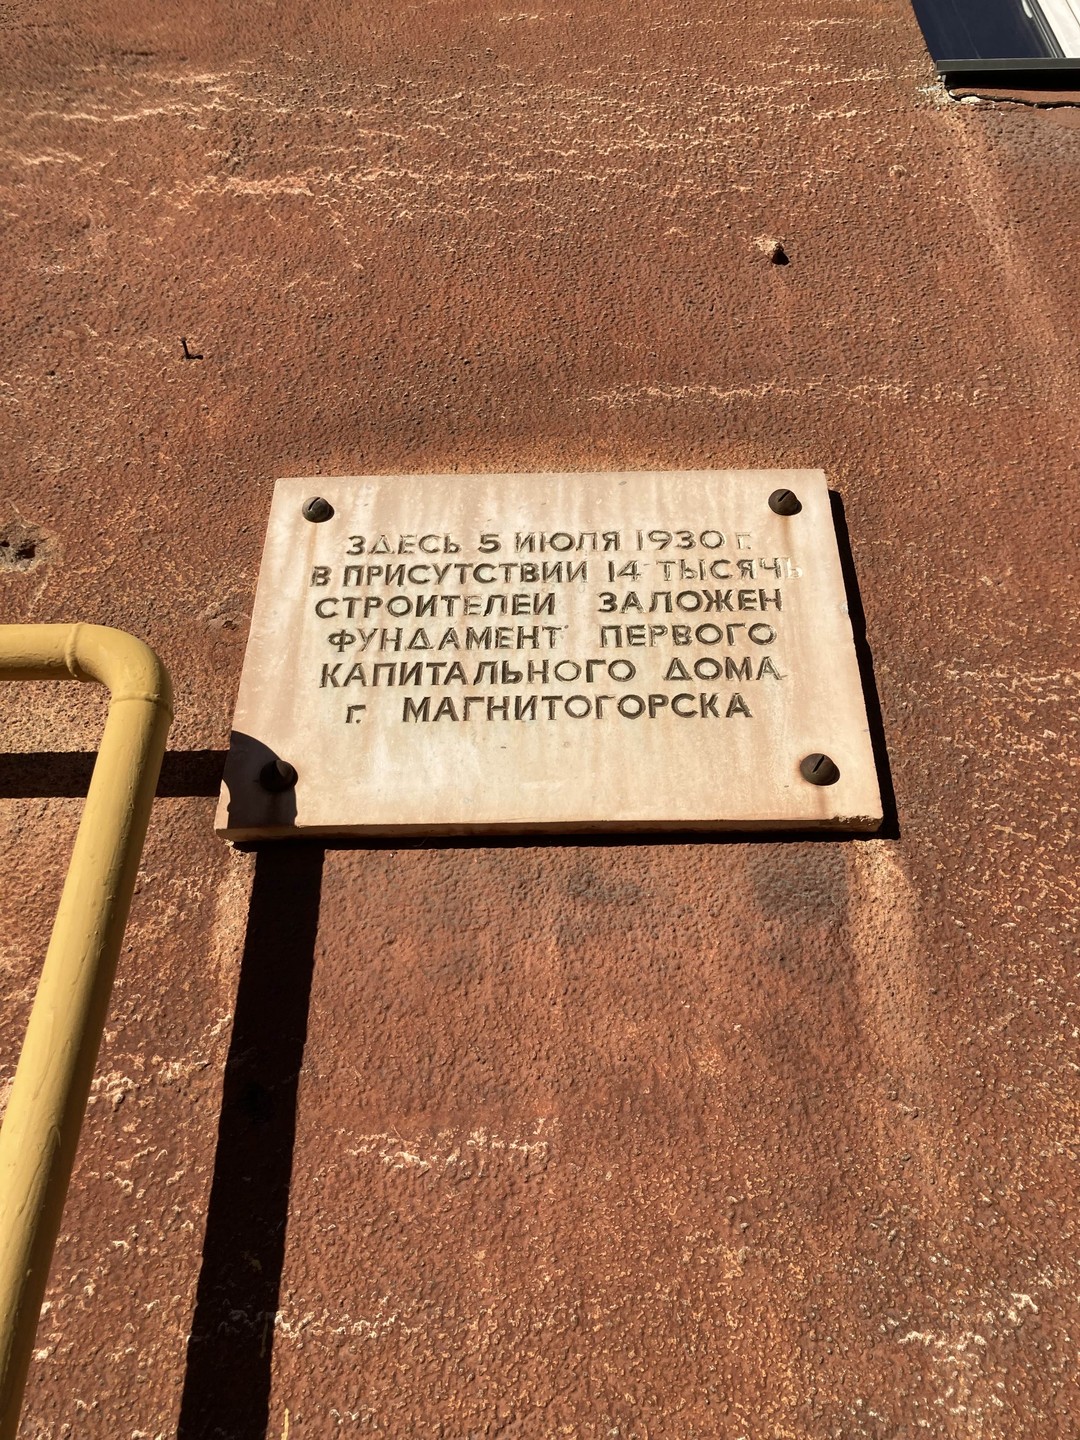 ЗДЕСЬ 5 ИЮЛЯ 1930 г.
В ПРИСУТСТВИИ 14 ТЫСЯЧЬ
СТРОИТЕЛЕЙ ЗАЛОЖЕН
ФУНДАМЕНТ ПЕРВОГО
КАПИТАЛЬНОГО ДОМА
г. МАГНИТОГОРСКА